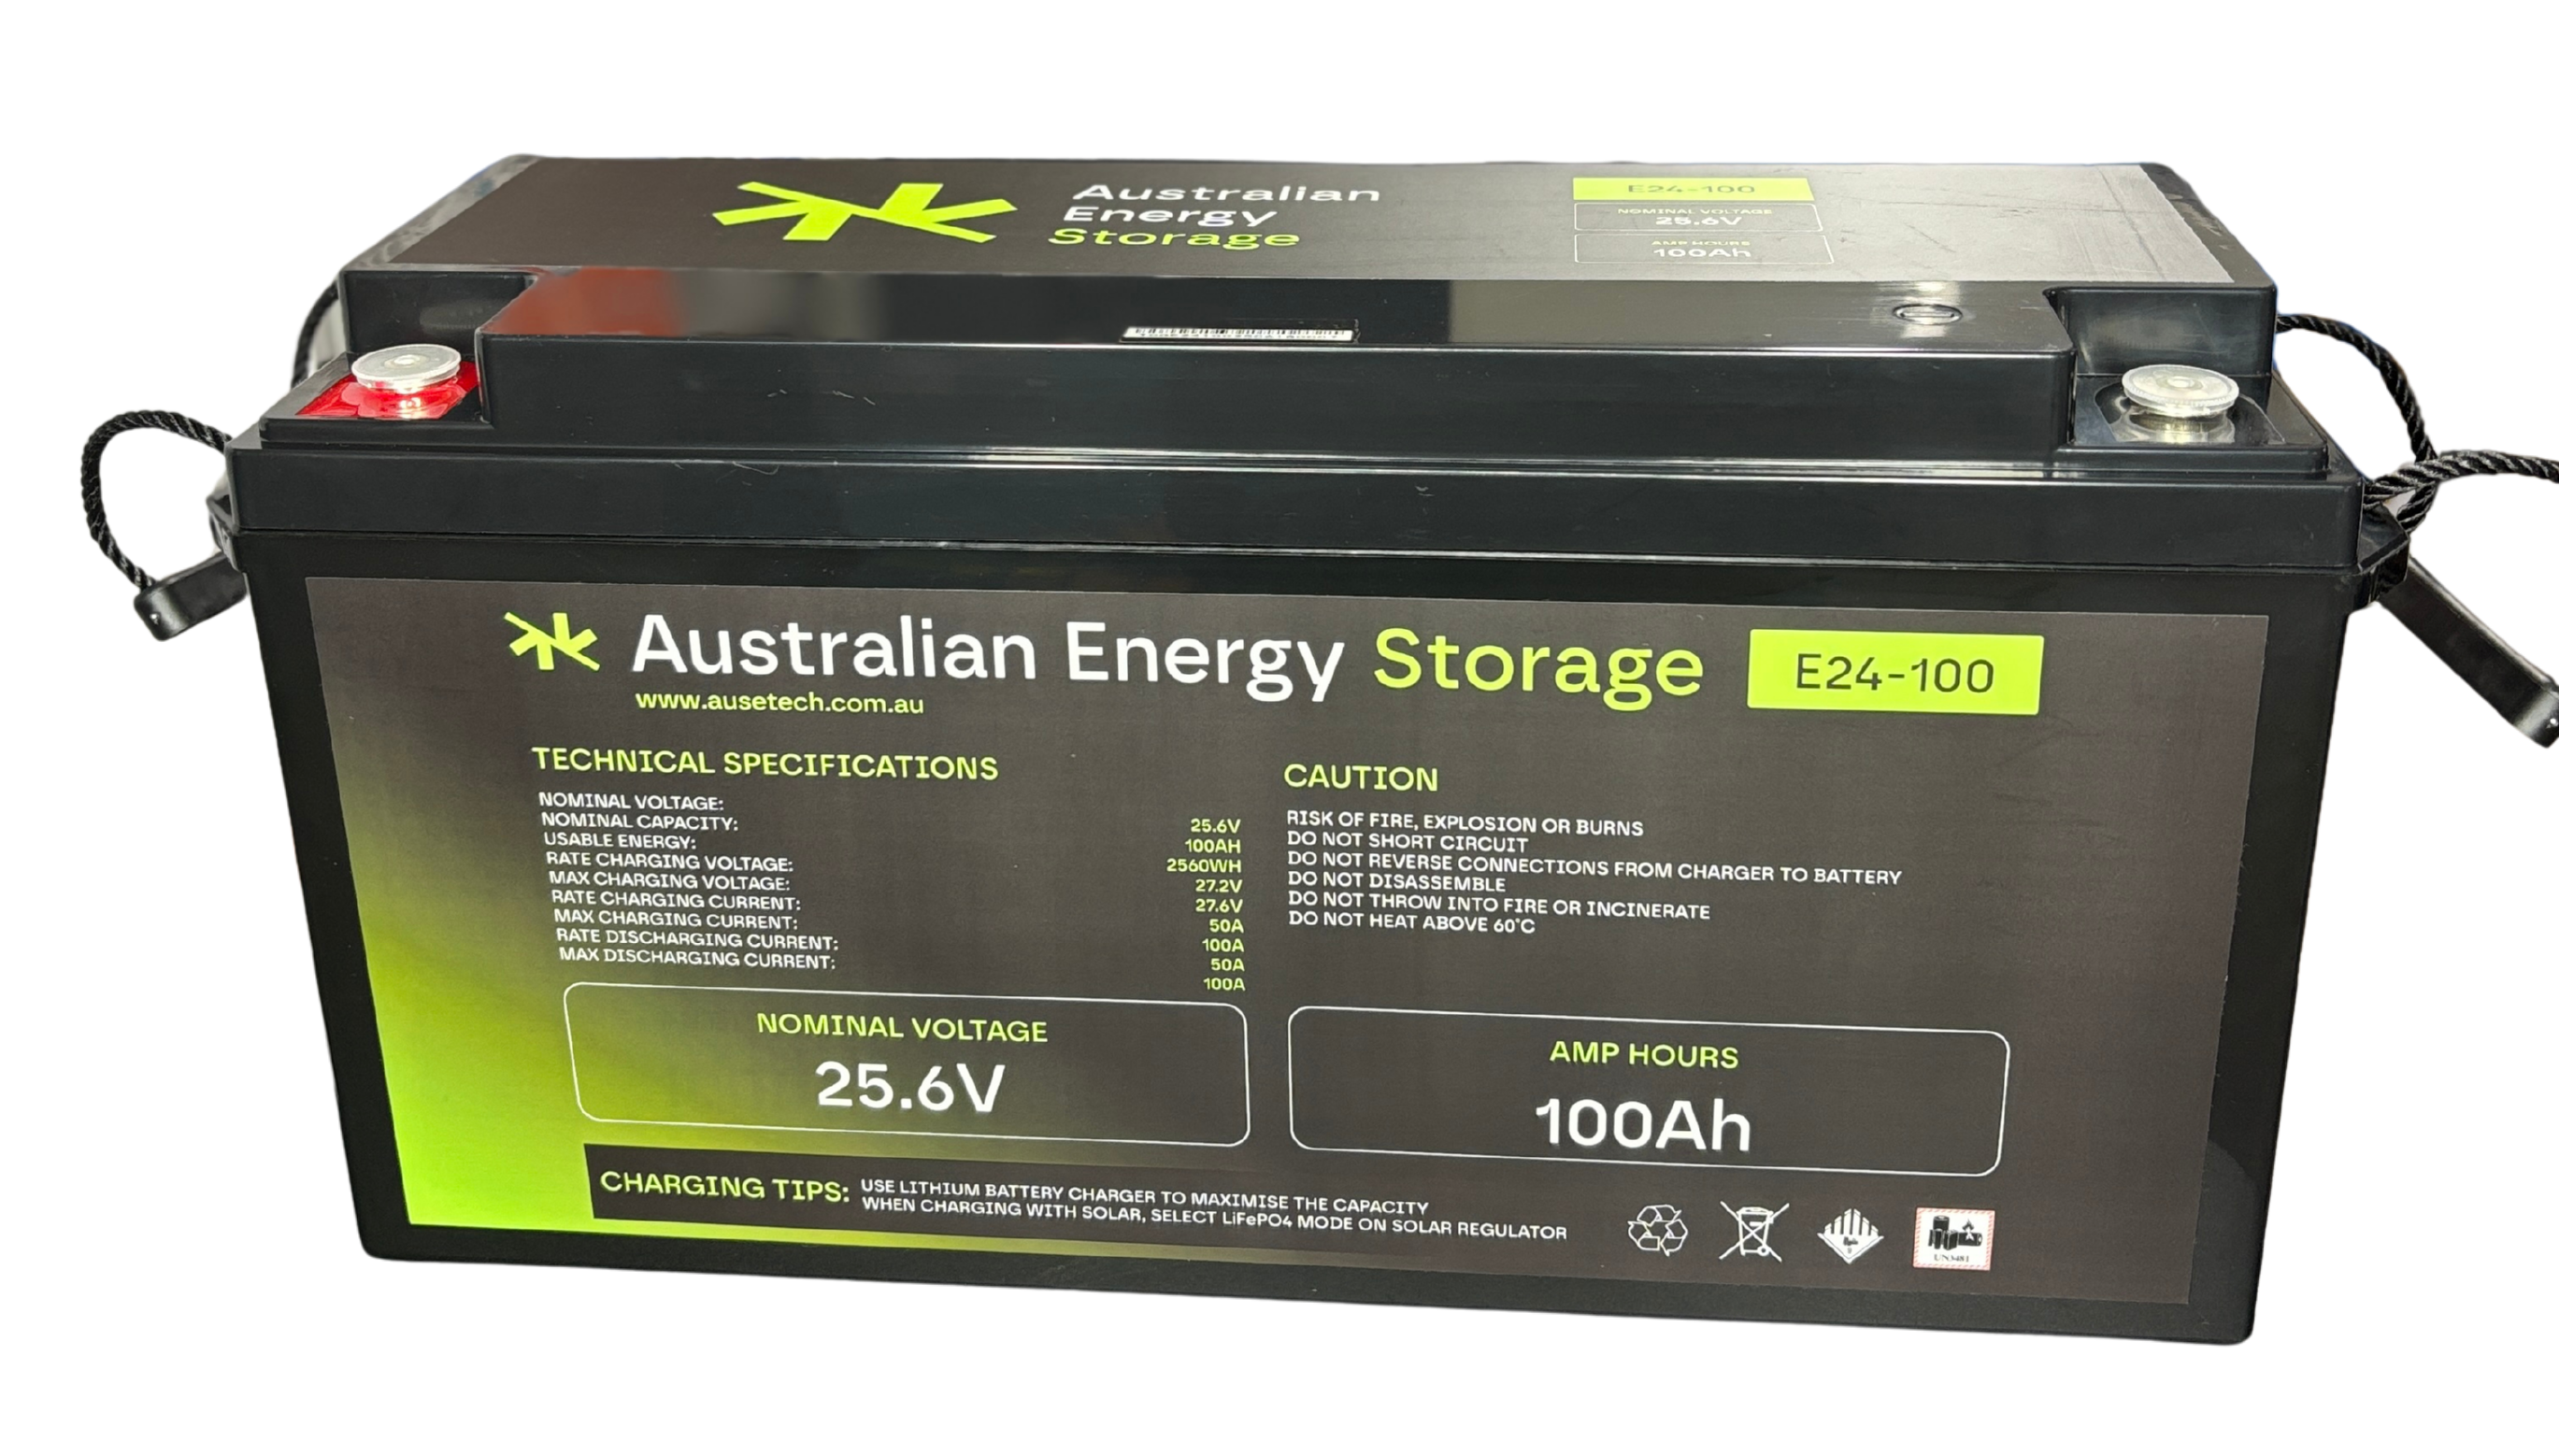 Australian
Energy
Storage
E24-100
NOMINAL VOLTAGE
25.6V
AMP HOURS
100Ah
Australian Energy Storage
E24-100
www.ausetech.com.au
TECHNICAL SPECIFICATIONS
NOMINAL VOLTAGE:
NOMINAL CAPACITY:
USABLE ENERGY:
RATE CHARGING VOLTAGE:
MAX CHARGING VOLTAGE:
RATE CHARGING CURRENT:
MAX CHARGING CURRENT:
RATE DISCHARGING CURRENT:
MAX DISCHARGING CURRENT:
25.6V
100AH
2560WH
27.2V
27.6V
50A
100A
50A
100A
CAUTION
RISK OF FIRE, EXPLOSION OR BURNS
DO NOT SHORT CIRCUIT
DO NOT REVERSE CONNECTIONS FROM CHARGER TO BATTERY
DO NOT DISASSEMBLE
DO NOT THROW INTO FIRE OR INCINERATE
DO NOT HEAT ABOVE 60°C
NOMINAL VOLTAGE
25.6V
AMP HOURS
100Ah
CHARGING TIPS:
USE LITHIUM BATTERY CHARGER TO MAXIMISE THE CAPACITY
WHEN CHARGING WITH SOLAR, SELECT LiFePO4 MODE ON SOLAR REGULATOR
UN3481